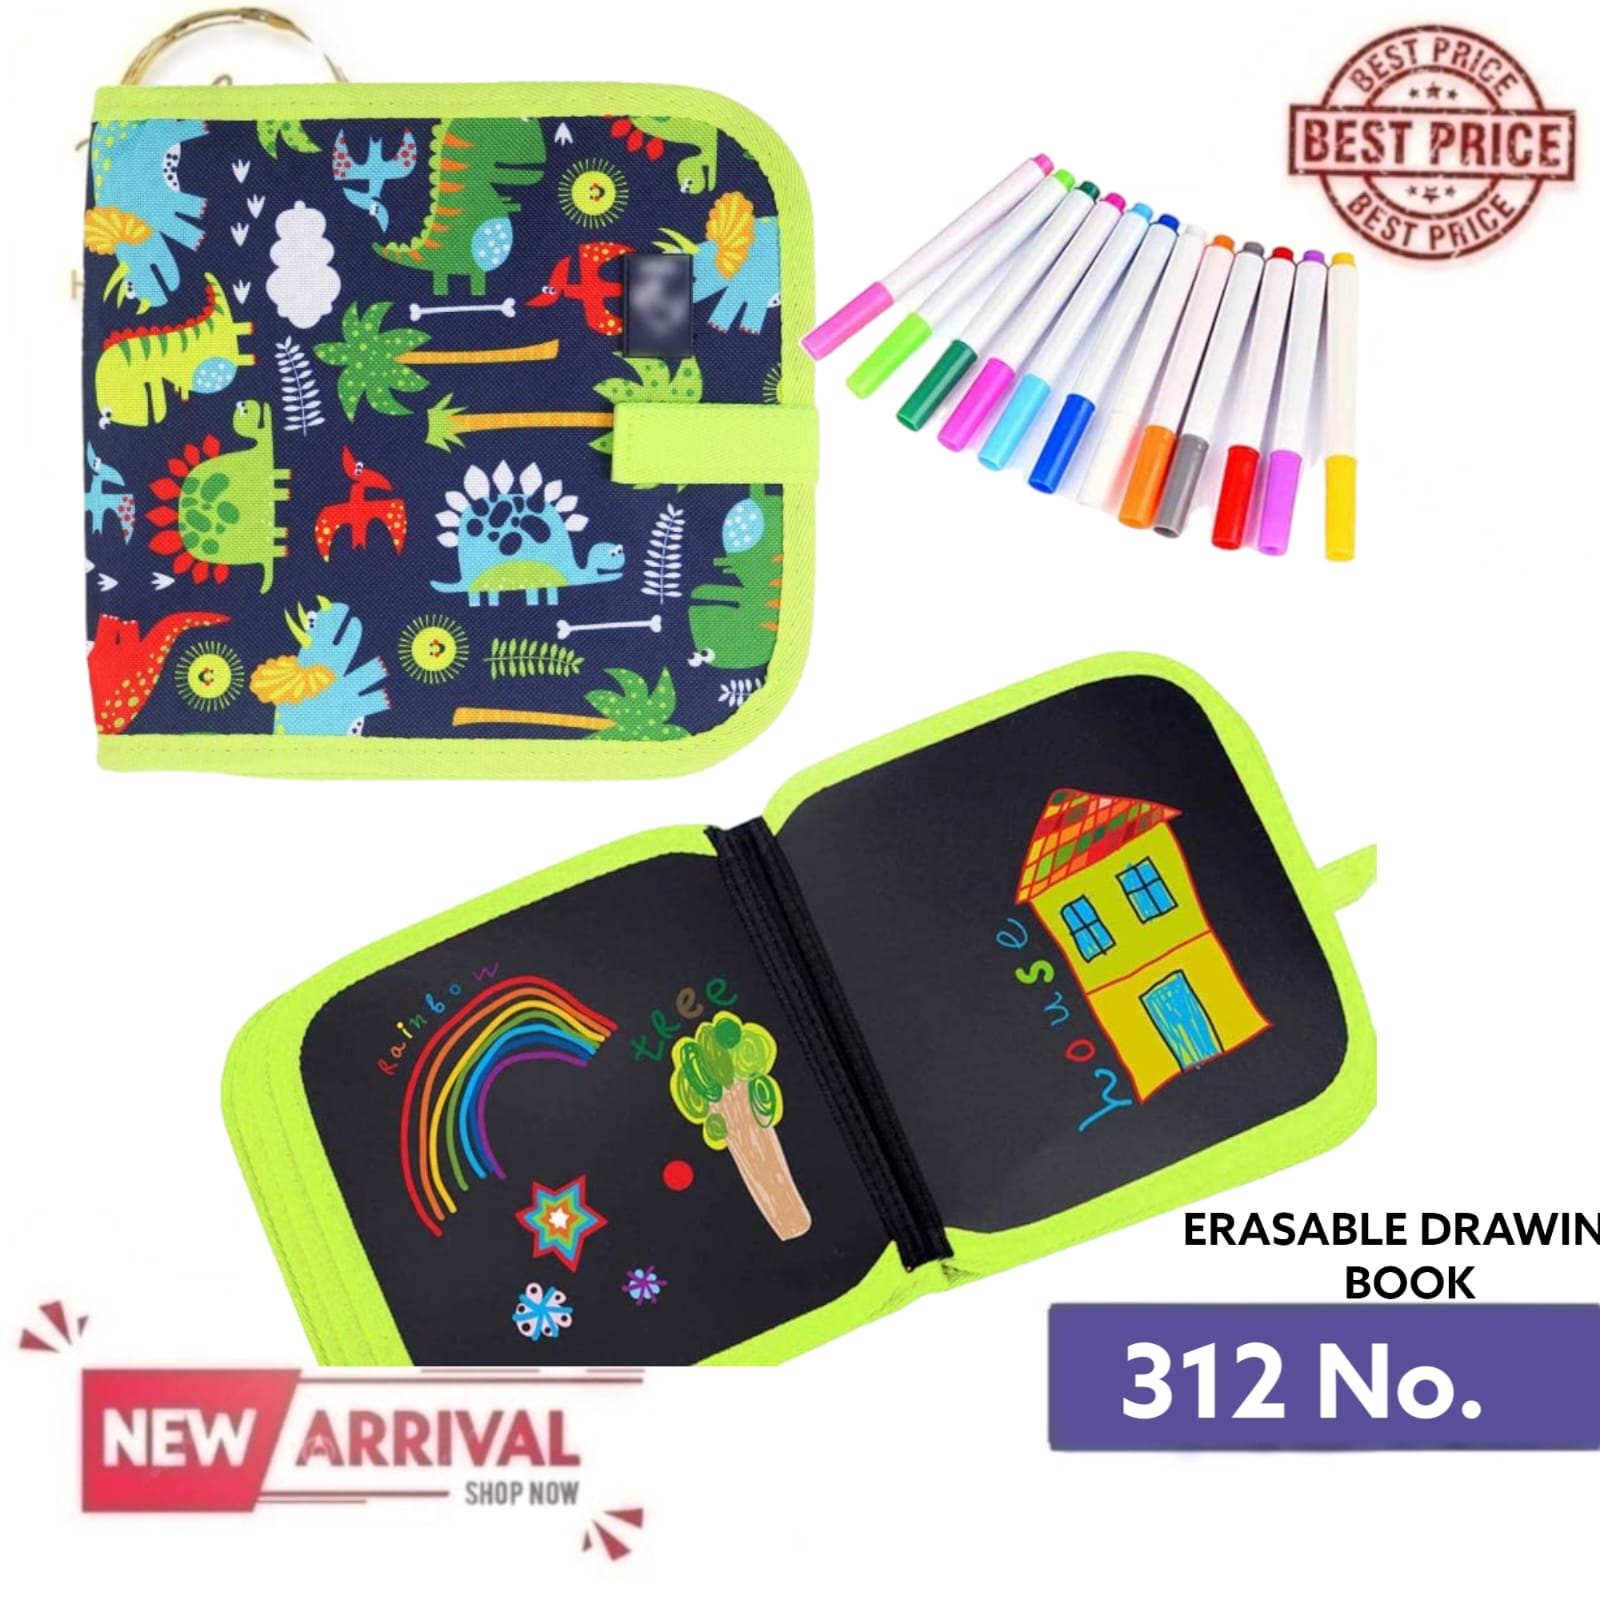 BEST PRICE
BEST PRICE
BEST PRICE
Rainbow
tree
house
ERASABLE DRAWIN
BOOK
312 No.
NEW ARRIVAL
SHOP NOW